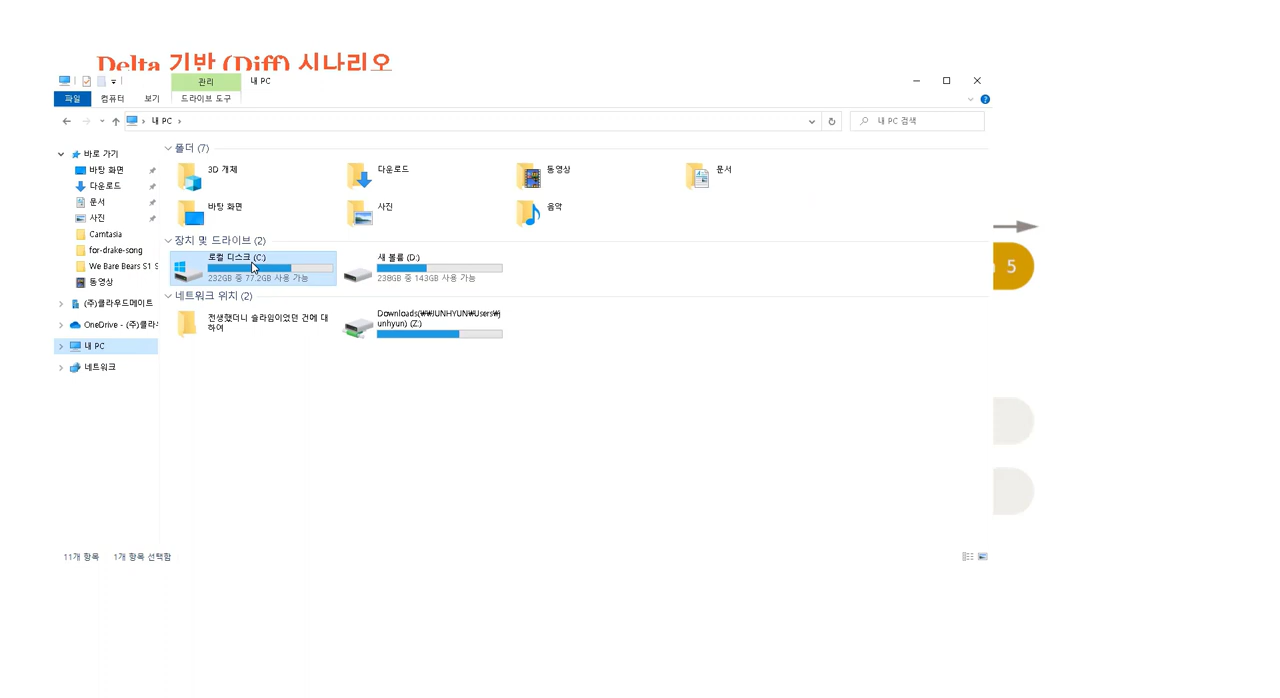 Delta 기반 (Diff) 시나리오
관리
내 PC
파일
컴퓨터
보기
드라이브 도구
내 PC
내 PC 검색
바로 가기
바탕 화면
다운로드
문서
사진
Camtasia
for-drake-song
We Bare Bears S1 S
동영상
(주)클라우드메이트
OneDrive - (주)클라우
내 PC
네트워크
폴더 (7)
3D 개체
다운로드
동영상
문서
바탕 화면
사진
음악
장치 및 드라이브 (2)
로컬 디스크 (C:)
232GB 중 77.2GB 사용 가능
새 볼륨 (D:)
238GB 중 143GB 사용 가능
네트워크 위치 (2)
전생했더니 슬라임이었던 건에 대
하여
Downloads(₩₩JUNHYUN₩Users₩j
unhyun) (Z:)
5
11개 항목
1개 항목 선택함